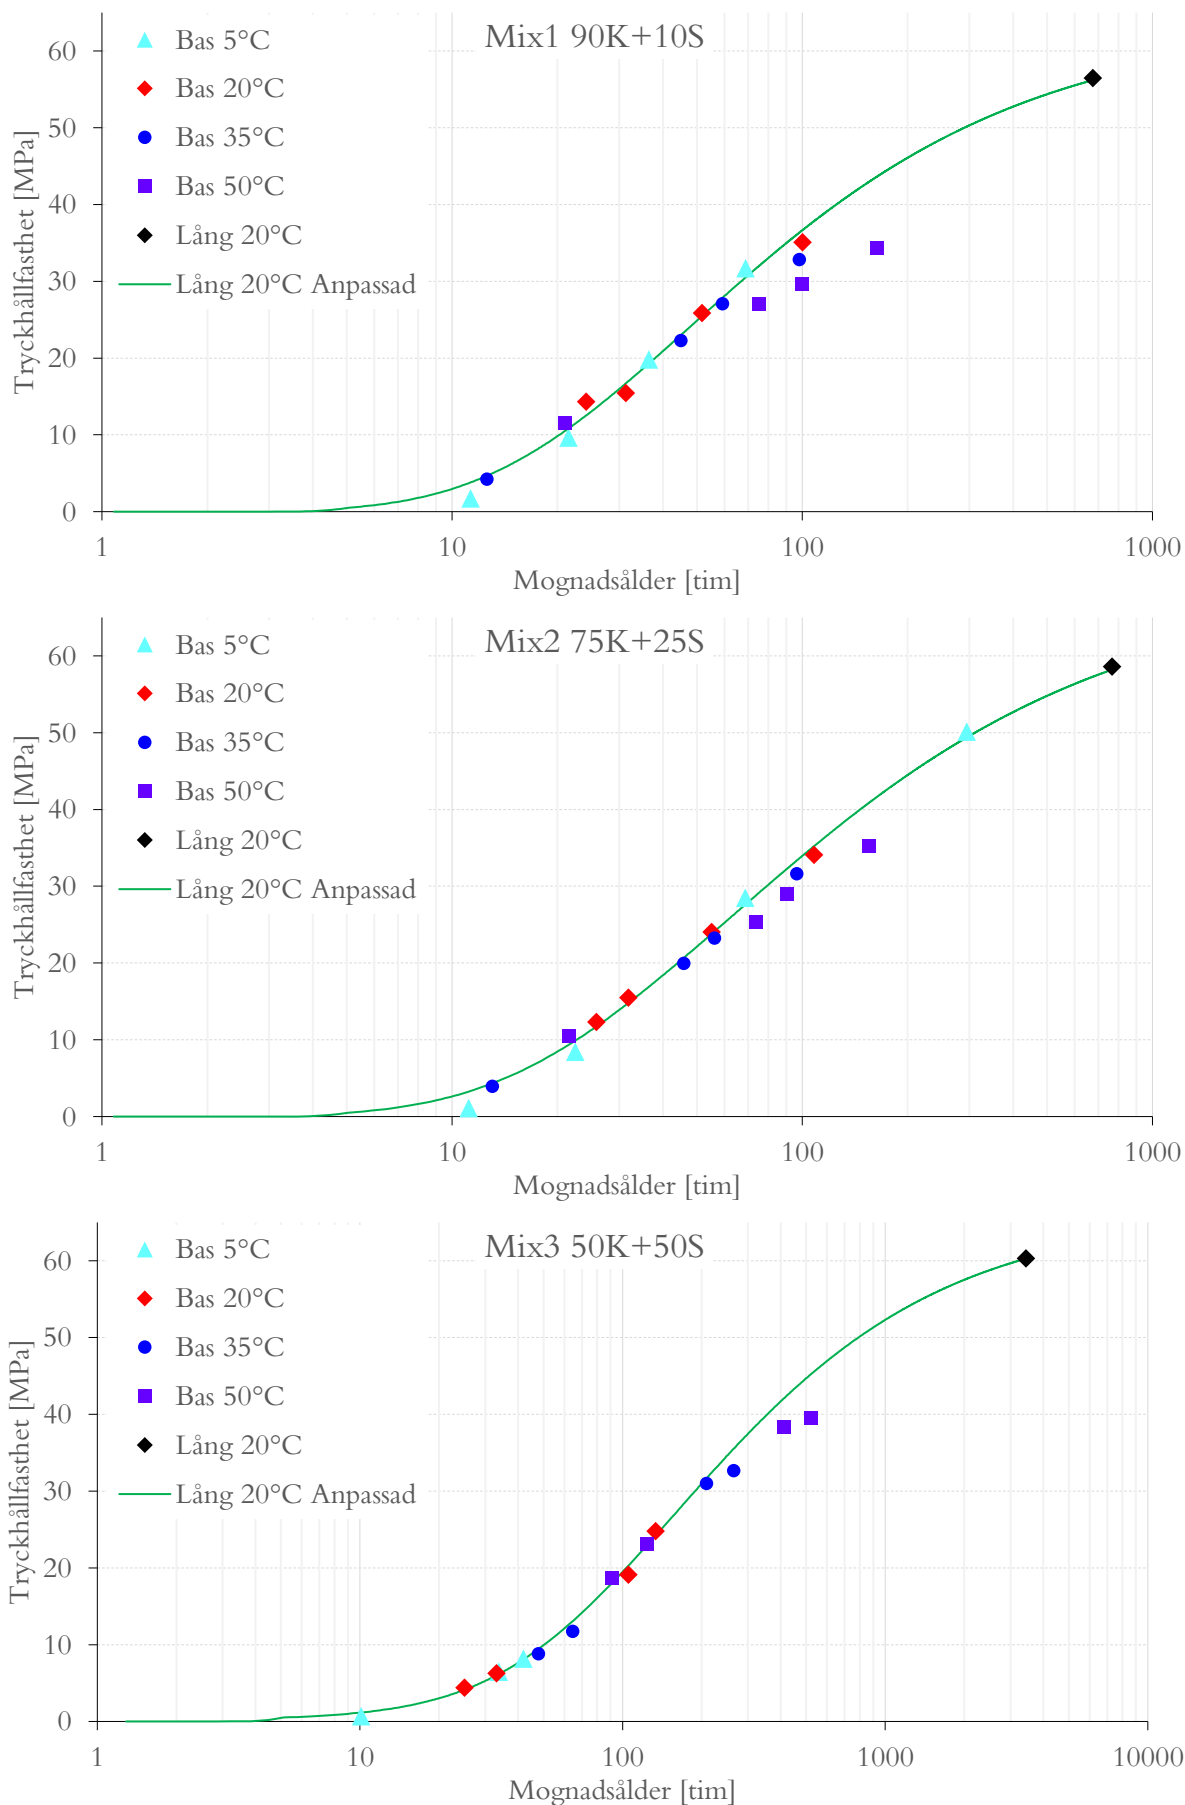 Mix1 90K+10S
Bas 5°C
Bas 20°C
Bas 35°C
Bas 50°C
Lång 20°C
Lång 20°C Anpassad
Tryckhållfasthet [MPa]
60
50
40
30
20
10
0
1 10 100 1000
Mognadsålder [tim]
Mix2 75K+25S
Bas 5°C
Bas 20°C
Bas 35°C
Bas 50°C
Lång 20°C
Lång 20°C Anpassad
Tryckhållfasthet [MPa]
60
50
40
30
20
10
0
1 10 100 1000
Mognadsålder [tim]
Mix3 50K+50S
Bas 5°C
Bas 20°C
Bas 35°C
Bas 50°C
Lång 20°C
Lång 20°C Anpassad
Tryckhållfasthet [MPa]
60
50
40
30
20
10
0
1 10 100 1000 10000
Mognadsålder [tim]